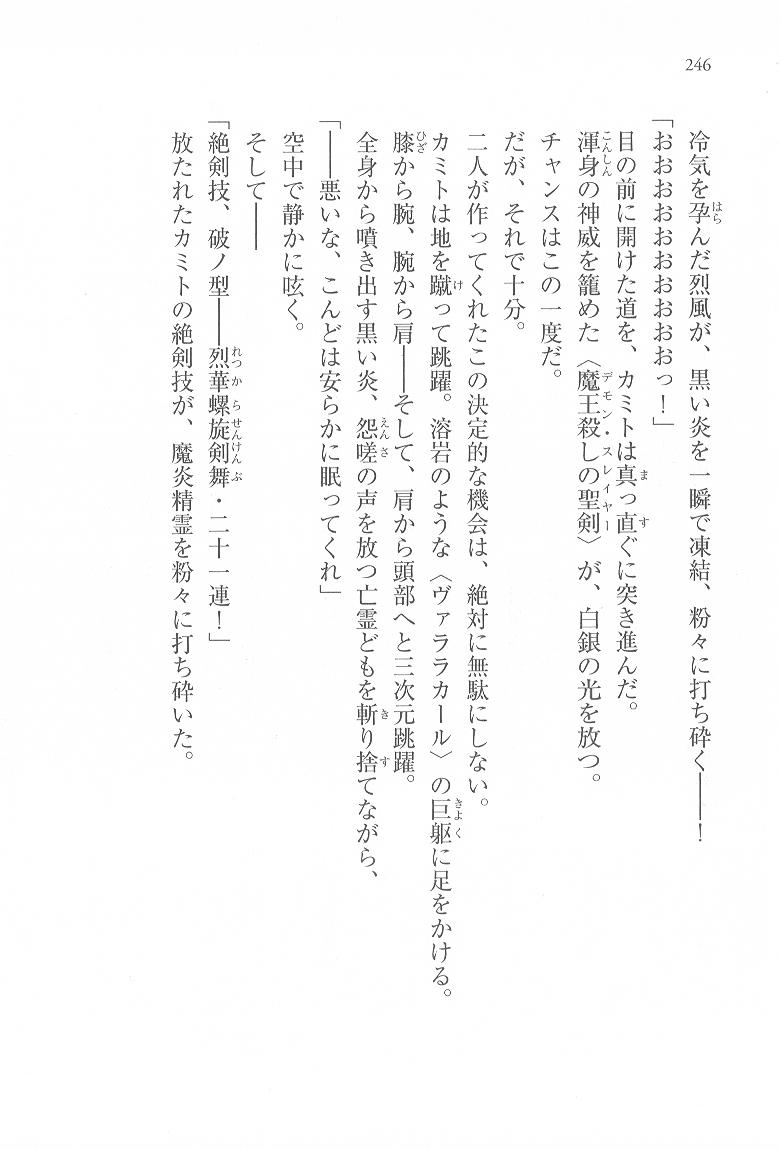 246
冷気を孕んだ烈風が、黒い炎を一瞬で凍結、粉々に打ち砕く――！
「おおおおおおおおおおっ！」
目の前に開けた道を、カミトは真っ直ぐに突き進んだ。
渾身の神威を籠めた〈魔王殺しの聖剣〉が、白銀の光を放つ。
チャンスはこの一度だ。
だが、それで十分。
二人が作ってくれたこの決定的な機会は、絶対に無駄にしない。
カミトは地を蹴って跳躍。溶岩のような〈ヴァララカール〉の巨躯に足をかける。
膝から腕、腕から肩――そして、肩から頭部へと三次元跳躍。
全身から噴き出す黒い炎、怨嗟の声を放つ亡霊どもを斬り捨てながら、
「――悪いな、こんどは安らかに眠ってくれ」
空中で静かに呟く。
そして――
「絶剣技、破ノ型――烈華螺旋剣舞・二十一連！」
放たれたカミトの絶剣技が、魔炎精霊を粉々に打ち砕いた。